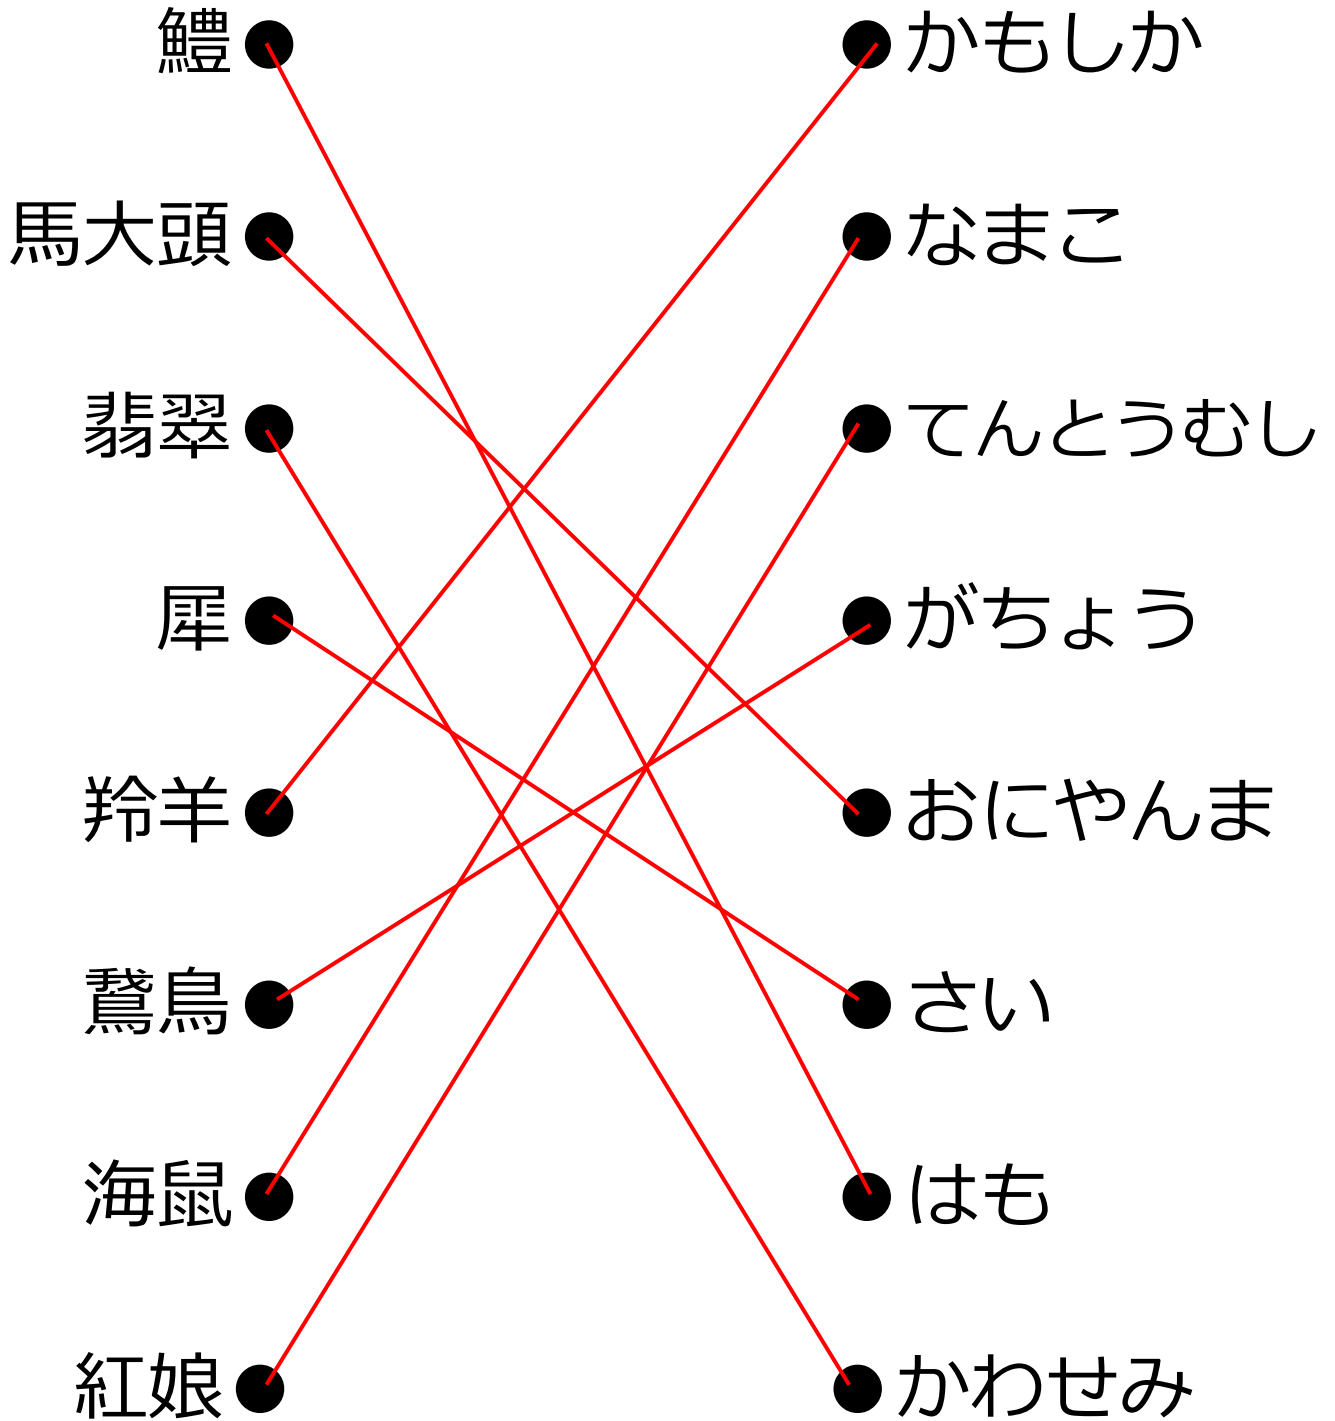 鱧 かもしか
馬大頭 なまこ
翡翠 てんとうむし
犀 がちょう
羚羊 おにやんま
鵞鳥 さい
海鼠 はも
紅娘 かわせみ